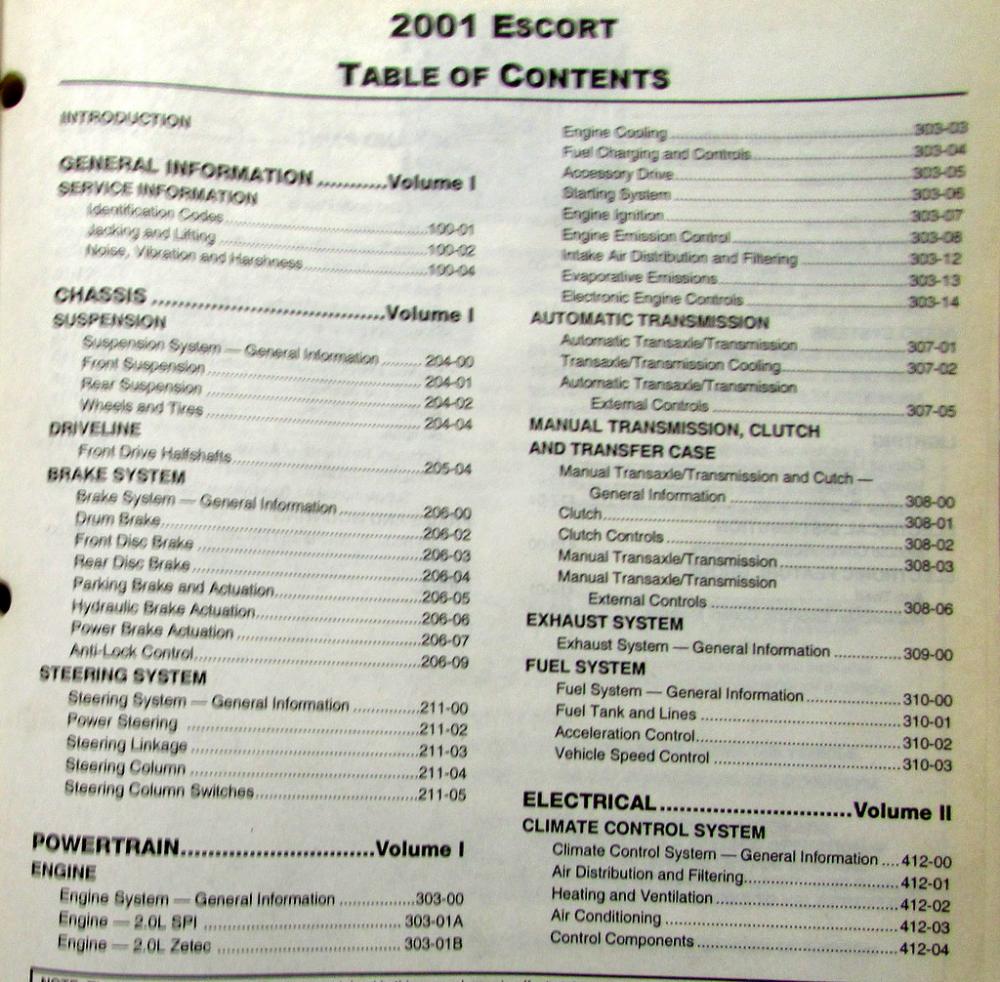 2001 ESCORT
TABLE OF CONTENTS
INTRODUCTION
GENERAL INFORMATION ...........Volume I
SERVICE INFORMATION
Identification Codes.....100-01
Jacking and Lifting.....100-02
Noise, Vibration and Harshness.....100-04
CHASSIS .....Volume I
SUSPENSION
Suspension System — General Information ..... 204-00
Front Suspension ..... 204-01
Rear Suspension ..... 204-02
Wheels and Tires ..... 204-04
DRIVELINE
Front Drive Halfshafts.....205-04
BRAKE SYSTEM
Brake System — General Information.....206-00
Drum Brake.....206-02
Front Disc Brake .....206-03
Rear Disc Brake.....206-04
Parking Brake and Actuation.....206-05
Hydraulic Brake Actuation.....206-06
Power Brake Actuation .....206-07
Anti-Lock Control.....206-09
STEERING SYSTEM
Steering System — General Information .....211-00
Power Steering .....211-02
Steering Linkage .....211-03
Steering Column .....211-04
Steering Column Switches.....211-05
POWERTRAIN.....Volume I
ENGINE
Engine System — General Information .....303-00
Engine — 2.0L SPI ..... 303-01A
Engine — 2.0L Zetec ..... 303-01B
Engine Cooling.....303-03
Fuel Charging and Controls.....303-04
Accessory Drive.....303-05
Starting System.....303-06
Engine Ignition.....303-07
Engine Emission Control.....303-08
Intake Air Distribution and Filtering .....303-12
Evaporative Emissions.....303-13
Electronic Engine Controls .....303-14
AUTOMATIC TRANSMISSION
Automatic Transaxle/Transmission.....307-01
Transaxle/Transmission Cooling.....307-02
Automatic Transaxle/Transmission
External Controls .....307-05
MANUAL TRANSMISSION, CLUTCH
AND TRANSFER CASE
Manual Transaxle/Transmission and Cutch —
General Information .....308-00
Clutch.....308-01
Clutch Controls.....308-02
Manual Transaxle/Transmission.....308-03
Manual Transaxle/Transmission
External Controls .....308-06
EXHAUST SYSTEM
Exhaust System — General Information .....309-00
FUEL SYSTEM
Fuel System — General Information.....310-00
Fuel Tank and Lines .....310-01
Acceleration Control.....310-02
Vehicle Speed Control .....310-03
ELECTRICAL.....Volume II
CLIMATE CONTROL SYSTEM
Climate Control System — General Information ....412-00
Air Distribution and Filtering.....412-01
Heating and Ventilation.....412-02
Air Conditioning .....412-03
Control Components.....412-04